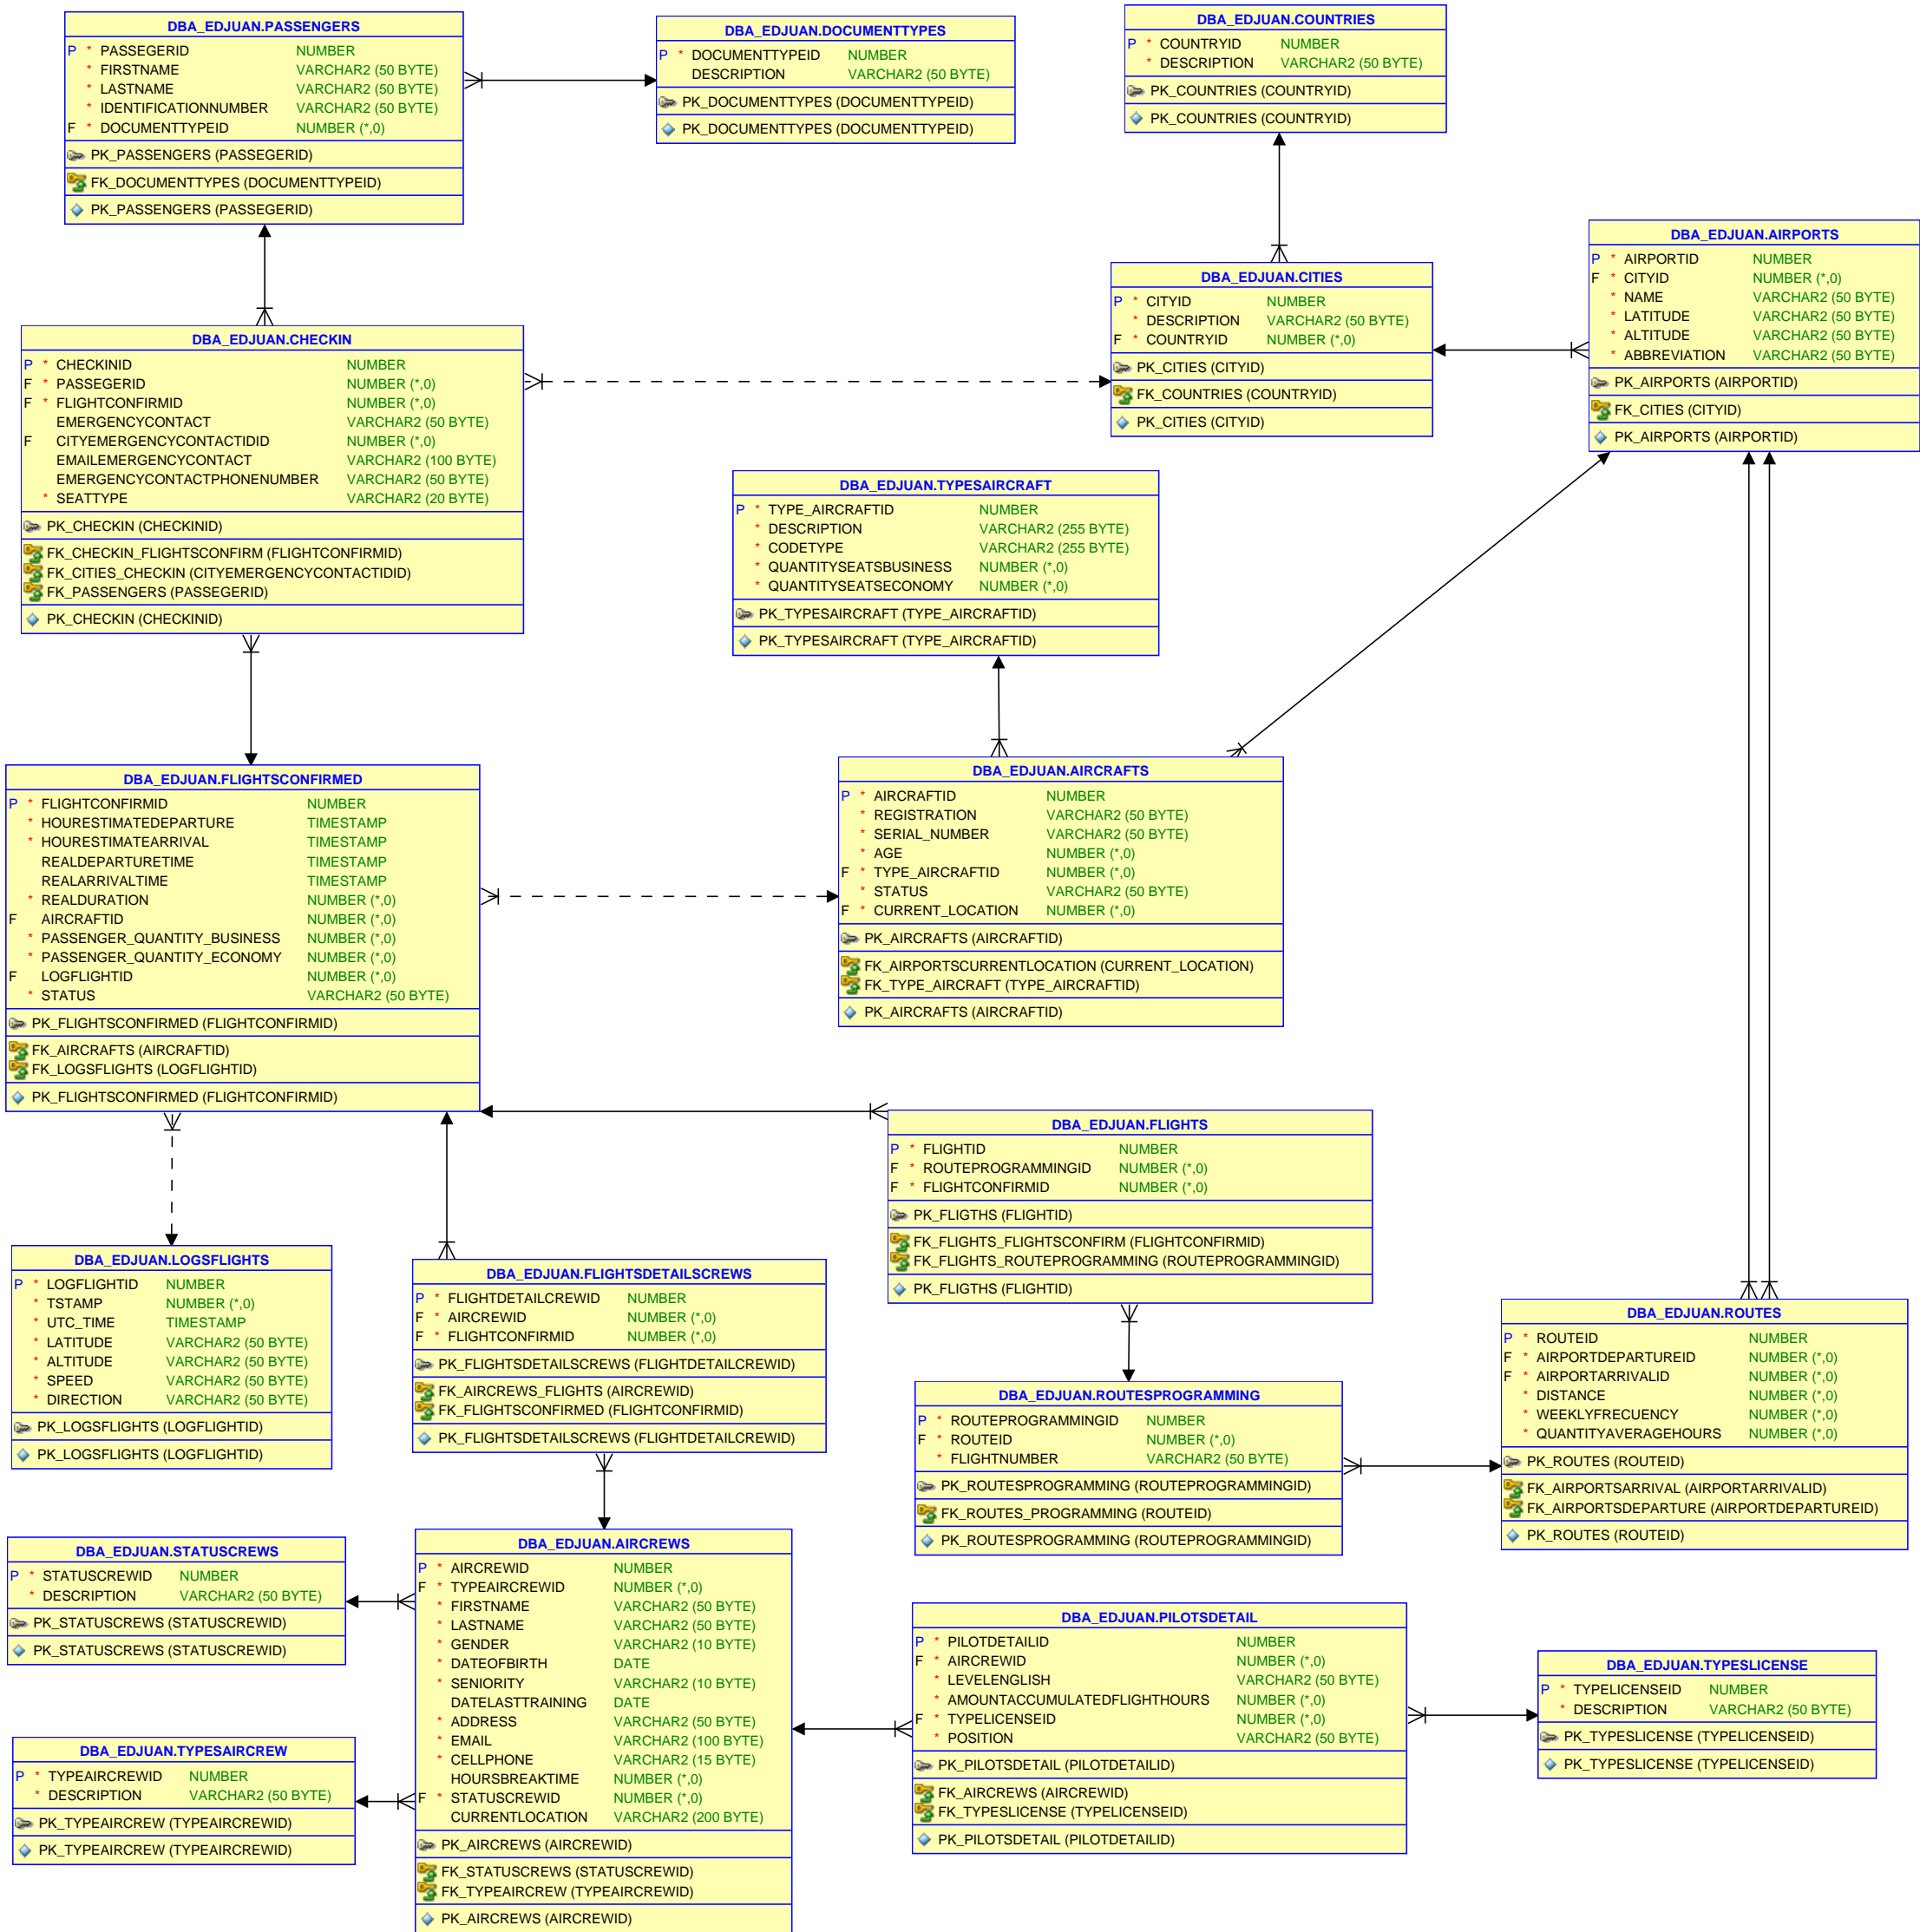 DBA_EDJUAN.PASSENGERS
P * PASSEGERID NUMBER
* FIRSTNAME VARCHAR2 (50 BYTE)
* LASTNAME VARCHAR2 (50 BYTE)
* IDENTIFICATIONNUMBER VARCHAR2 (50 BYTE)
F * DOCUMENTTYPEID NUMBER (*,0)
PK_PASSENGERS (PASSEGERID)
FK_DOCUMENTTYPES (DOCUMENTTYPEID)
PK_PASSENGERS (PASSEGERID)
DBA_EDJUAN.DOCUMENTTYPES
P * DOCUMENTTYPEID NUMBER
DESCRIPTION VARCHAR2 (50 BYTE)
PK_DOCUMENTTYPES (DOCUMENTTYPEID)
PK_DOCUMENTTYPES (DOCUMENTTYPEID)
DBA_EDJUAN.COUNTRIES
P * COUNTRYID NUMBER
* DESCRIPTION VARCHAR2 (50 BYTE)
PK_COUNTRIES (COUNTRYID)
PK_COUNTRIES (COUNTRYID)
DBA_EDJUAN.AIRPORTS
P * AIRPORTID NUMBER
F * CITYID NUMBER (*,0)
* NAME VARCHAR2 (50 BYTE)
* LATITUDE VARCHAR2 (50 BYTE)
* ALTITUDE VARCHAR2 (50 BYTE)
* ABBREVIATION VARCHAR2 (50 BYTE)
PK_AIRPORTS (AIRPORTID)
FK_CITIES (CITYID)
PK_AIRPORTS (AIRPORTID)
DBA_EDJUAN.CITIES
P * CITYID NUMBER
* DESCRIPTION VARCHAR2 (50 BYTE)
F * COUNTRYID NUMBER (*,0)
PK_CITIES (CITYID)
FK_COUNTRIES (COUNTRYID)
PK_CITIES (CITYID)
DBA_EDJUAN.CHECKIN
P * CHECKINID NUMBER
F * PASSEGERID NUMBER (*,0)
F * FLIGHTCONFIRMID NUMBER (*,0)
EMERGENCYCONTACT VARCHAR2 (50 BYTE)
F CITYEMERGENCYCONTACTIDID NUMBER (*,0)
EMAILEMERGENCYCONTACT VARCHAR2 (100 BYTE)
EMERGENCYCONTACTPHONENUMBER VARCHAR2 (50 BYTE)
* SEATTYPE VARCHAR2 (20 BYTE)
PK_CHECKIN (CHECKINID)
FK_CHECKIN_FLIGHTSCONFIRM (FLIGHTCONFIRMID)
FK_CITIES_CHECKIN (CITYEMERGENCYCONTACTIDID)
FK_PASSENGERS (PASSEGERID)
PK_CHECKIN (CHECKINID)
DBA_EDJUAN.TYPESAIRCRAFT
P * TYPE_AIRCRAFTID NUMBER
* DESCRIPTION VARCHAR2 (255 BYTE)
* CODETYPE VARCHAR2 (255 BYTE)
* QUANTITYSEATSBUSINESS NUMBER (*,0)
* QUANTITYSEATSECONOMY NUMBER (*,0)
PK_TYPESAIRCRAFT (TYPE_AIRCRAFTID)
PK_TYPESAIRCRAFT (TYPE_AIRCRAFTID)
DBA_EDJUAN.FLIGHTSCONFIRMED
P * FLIGHTCONFIRMID NUMBER
* HOURESTIMATEDEPARTURE TIMESTAMP
* HOURESTIMATEARRIVAL TIMESTAMP
REALDEPARTURETIME TIMESTAMP
REALARRIVALTIME TIMESTAMP
* REALDURATION NUMBER (*,0)
F AIRCRAFTID NUMBER (*,0)
* PASSENGER_QUANTITY_BUSINESS NUMBER (*,0)
* PASSENGER_QUANTITY_ECONOMY NUMBER (*,0)
F LOGFLIGHTID NUMBER (*,0)
* STATUS VARCHAR2 (50 BYTE)
PK_FLIGHTSCONFIRMED (FLIGHTCONFIRMID)
FK_AIRCRAFTS (AIRCRAFTID)
FK_LOGSFLIGHTS (LOGFLIGHTID)
PK_FLIGHTSCONFIRMED (FLIGHTCONFIRMID)
DBA_EDJUAN.AIRCRAFTS
P * AIRCRAFTID NUMBER
* REGISTRATION VARCHAR2 (50 BYTE)
* SERIAL_NUMBER VARCHAR2 (50 BYTE)
* AGE NUMBER (*,0)
F * TYPE_AIRCRAFTID NUMBER (*,0)
* STATUS VARCHAR2 (50 BYTE)
F * CURRENT_LOCATION NUMBER (*,0)
PK_AIRCRAFTS (AIRCRAFTID)
FK_AIRPORTSCURRENTLOCATION (CURRENT_LOCATION)
FK_TYPE_AIRCRAFT (TYPE_AIRCRAFTID)
PK_AIRCRAFTS (AIRCRAFTID)
DBA_EDJUAN.FLIGHTS
P * FLIGHTID NUMBER
F * ROUTEPROGRAMMINGID NUMBER (*,0)
F * FLIGHTCONFIRMID NUMBER (*,0)
PK_FLIGTHS (FLIGHTID)
FK_FLIGHTS_FLIGHTSCONFIRM (FLIGHTCONFIRMID)
FK_FLIGHTS_ROUTEPROGRAMMING (ROUTEPROGRAMMINGID)
PK_FLIGTHS (FLIGHTID)
DBA_EDJUAN.LOGSFLIGHTS
P * LOGFLIGHTID NUMBER
* TSTAMP NUMBER (*,0)
* UTC_TIME TIMESTAMP
* LATITUDE VARCHAR2 (50 BYTE)
* ALTITUDE VARCHAR2 (50 BYTE)
* SPEED VARCHAR2 (50 BYTE)
* DIRECTION VARCHAR2 (50 BYTE)
PK_LOGSFLIGHTS (LOGFLIGHTID)
PK_LOGSFLIGHTS (LOGFLIGHTID)
DBA_EDJUAN.FLIGHTSDETAILSCREWS
P * FLIGHTDETAILCREWID NUMBER
F * AIRCREWID NUMBER (*,0)
F * FLIGHTCONFIRMID NUMBER (*,0)
PK_FLIGHTSDETAILSCREWS (FLIGHTDETAILCREWID)
FK_AIRCREWS_FLIGHTS (AIRCREWID)
FK_FLIGHTSCONFIRMED (FLIGHTCONFIRMID)
PK_FLIGHTSDETAILSCREWS (FLIGHTDETAILCREWID)
DBA_EDJUAN.ROUTES
P * ROUTEID NUMBER
F * AIRPORTDEPARTUREID NUMBER (*,0)
F * AIRPORTARRIVALID NUMBER (*,0)
* DISTANCE NUMBER (*,0)
* WEEKLYFRECUENCY NUMBER (*,0)
* QUANTITYAVERAGEHOURS NUMBER (*,0)
PK_ROUTES (ROUTEID)
FK_AIRPORTSARRIVAL (AIRPORTARRIVALID)
FK_AIRPORTSDEPARTURE (AIRPORTDEPARTUREID)
PK_ROUTES (ROUTEID)
DBA_EDJUAN.ROUTESPROGRAMMING
P * ROUTEPROGRAMMINGID NUMBER
F * ROUTEID NUMBER (*,0)
* FLIGHTNUMBER VARCHAR2 (50 BYTE)
PK_ROUTESPROGRAMMING (ROUTEPROGRAMMINGID)
FK_ROUTES_PROGRAMMING (ROUTEID)
PK_ROUTESPROGRAMMING (ROUTEPROGRAMMINGID)
DBA_EDJUAN.STATUSCREWS
P * STATUSCREWID NUMBER
* DESCRIPTION VARCHAR2 (50 BYTE)
PK_STATUSCREWS (STATUSCREWID)
PK_STATUSCREWS (STATUSCREWID)
DBA_EDJUAN.AIRCREWS
P * AIRCREWID NUMBER
F * TYPEAIRCREWID NUMBER (*,0)
* FIRSTNAME VARCHAR2 (50 BYTE)
* LASTNAME VARCHAR2 (50 BYTE)
* GENDER VARCHAR2 (10 BYTE)
* DATEOFBIRTH DATE
* SENIORITY VARCHAR2 (10 BYTE)
DATELASTTRAINING DATE
* ADDRESS VARCHAR2 (50 BYTE)
* EMAIL VARCHAR2 (100 BYTE)
* CELLPHONE VARCHAR2 (15 BYTE)
HOURSBREAKTIME NUMBER (*,0)
F * STATUSCREWID NUMBER (*,0)
CURRENTLOCATION VARCHAR2 (200 BYTE)
PK_AIRCREWS (AIRCREWID)
FK_STATUSCREWS (STATUSCREWID)
FK_TYPEAIRCREW (TYPEAIRCREWID)
PK_AIRCREWS (AIRCREWID)
DBA_EDJUAN.PILOTSDETAIL
P * PILOTDETAILID NUMBER
F * AIRCREWID NUMBER (*,0)
* LEVELENGLISH VARCHAR2 (50 BYTE)
* AMOUNTACCUMULATEDFLIGHTHOURS NUMBER (*,0)
F * TYPELICENSEID NUMBER (*,0)
* POSITION VARCHAR2 (50 BYTE)
PK_PILOTSDETAIL (PILOTDETAILID)
FK_AIRCREWS (AIRCREWID)
FK_TYPESLICENSE (TYPELICENSEID)
PK_PILOTSDETAIL (PILOTDETAILID)
DBA_EDJUAN.TYPESLICENSE
P * TYPELICENSEID NUMBER
* DESCRIPTION VARCHAR2 (50 BYTE)
PK_TYPESLICENSE (TYPELICENSEID)
PK_TYPESLICENSE (TYPELICENSEID)
DBA_EDJUAN.TYPESAIRCREW
P * TYPEAIRCREWID NUMBER
* DESCRIPTION VARCHAR2 (50 BYTE)
PK_TYPEAIRCREW (TYPEAIRCREWID)
PK_TYPEAIRCREW (TYPEAIRCREWID)